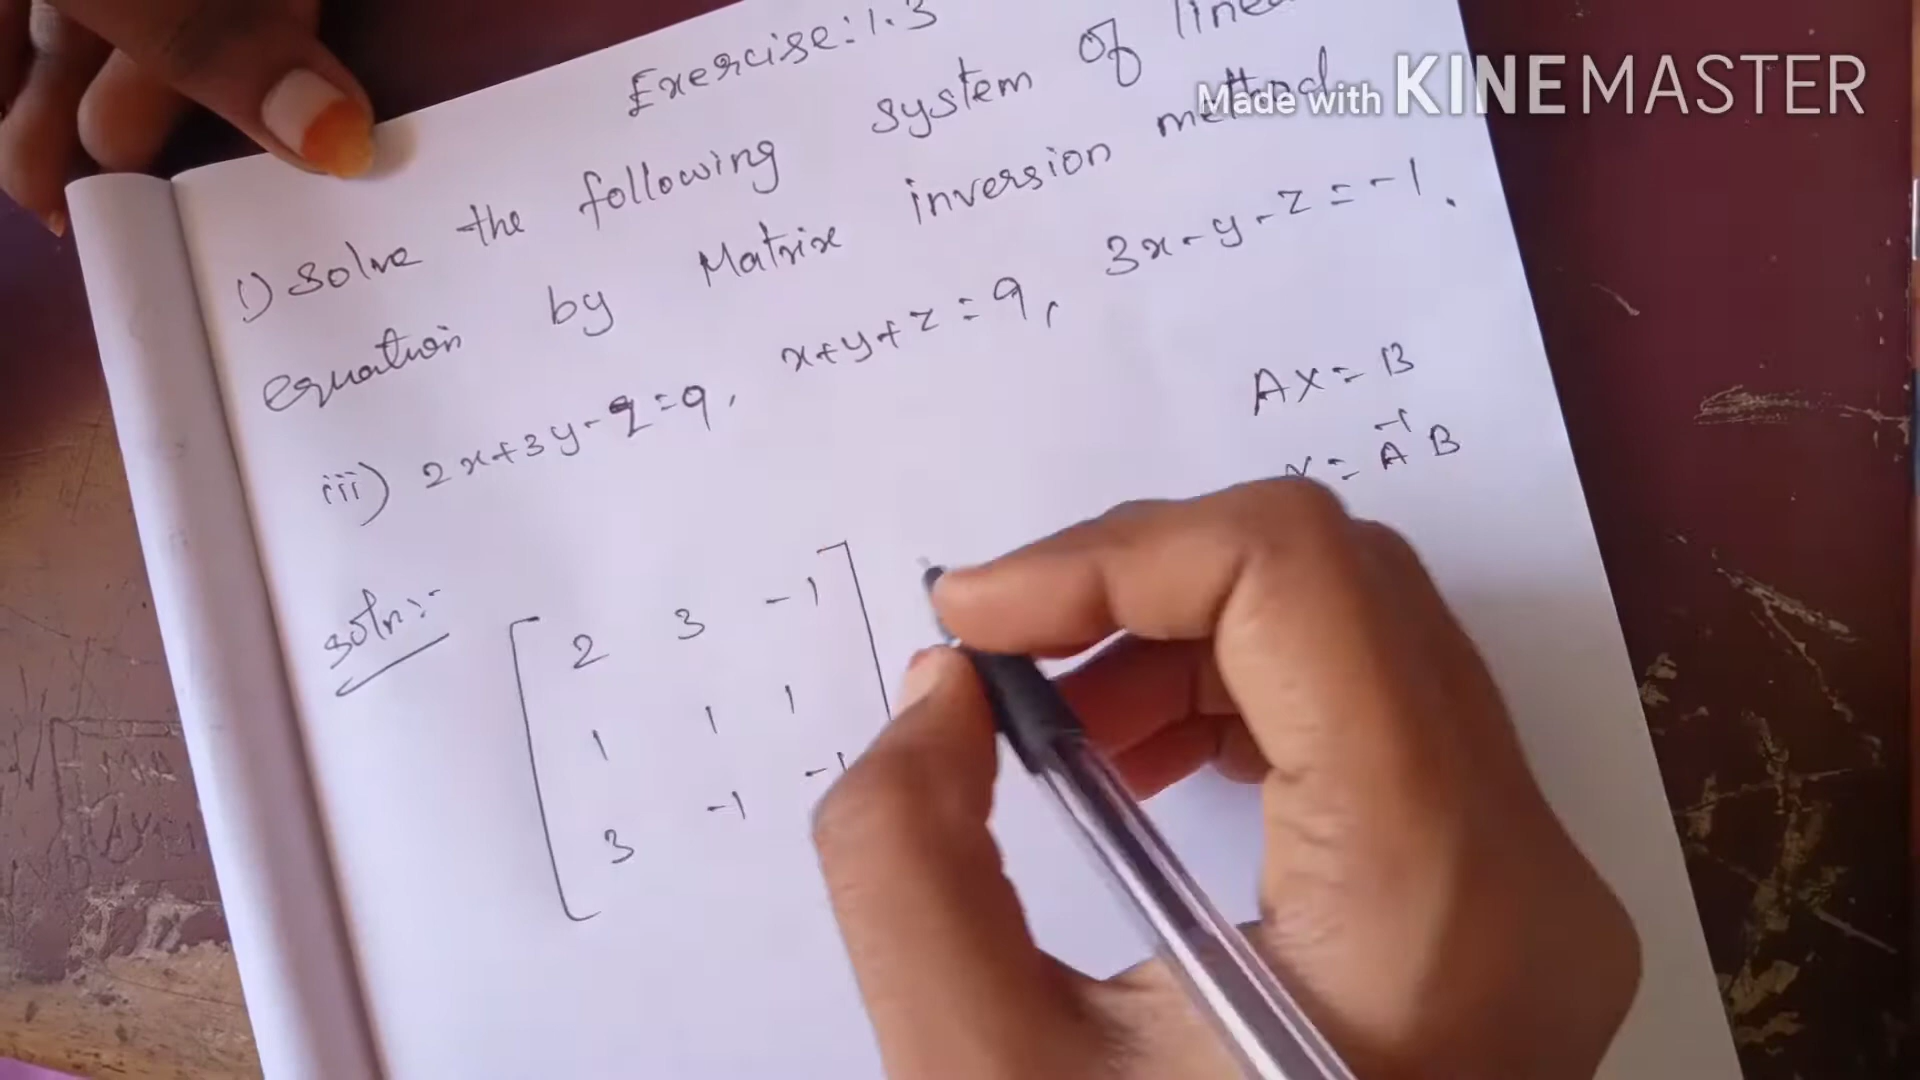 Exercise: 1.3
1) Solve the following system of
equation by Matrix inversion method
iii) 2x+3y-z=9, x+y+z=9, 3x-y-z=-1.
AX=B
X=A⁻¹B
soln:-
2 3 -1
1 1 1
3 -1 -1
Made with KINEMASTER